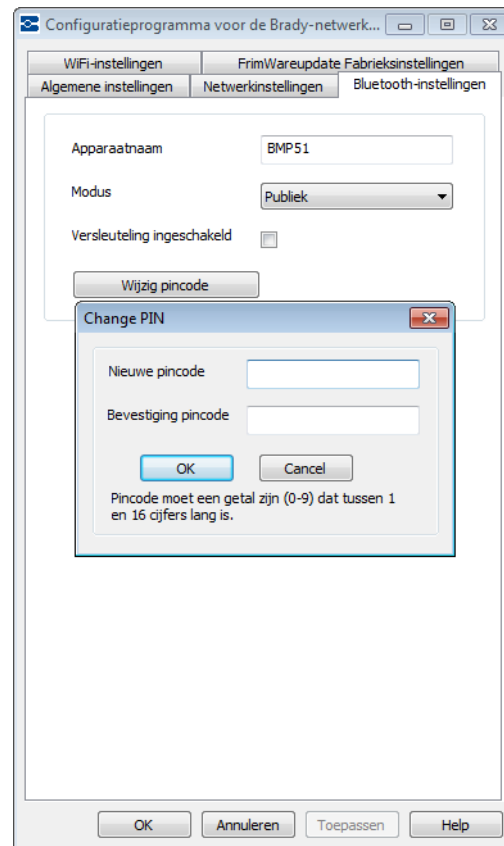 Configuratieprogramma voor de Brady-netwerk...
WiFi-instellingen
FrimWareupdate Fabrieksinstellingen
Algemene instellingen
Netwerkinstellingen
Bluetooth-instellingen
Apparaatnaam
BMP51
Modus
Publiek
Versleuteling ingeschakeld
Wijzig pincode
Change PIN
Nieuwe pincode
Bevestiging pincode
OK
Cancel
Pincode moet een getal zijn (0-9) dat tussen 1
en 16 cijfers lang is.
OK
Annuleren
Toepassen
Help